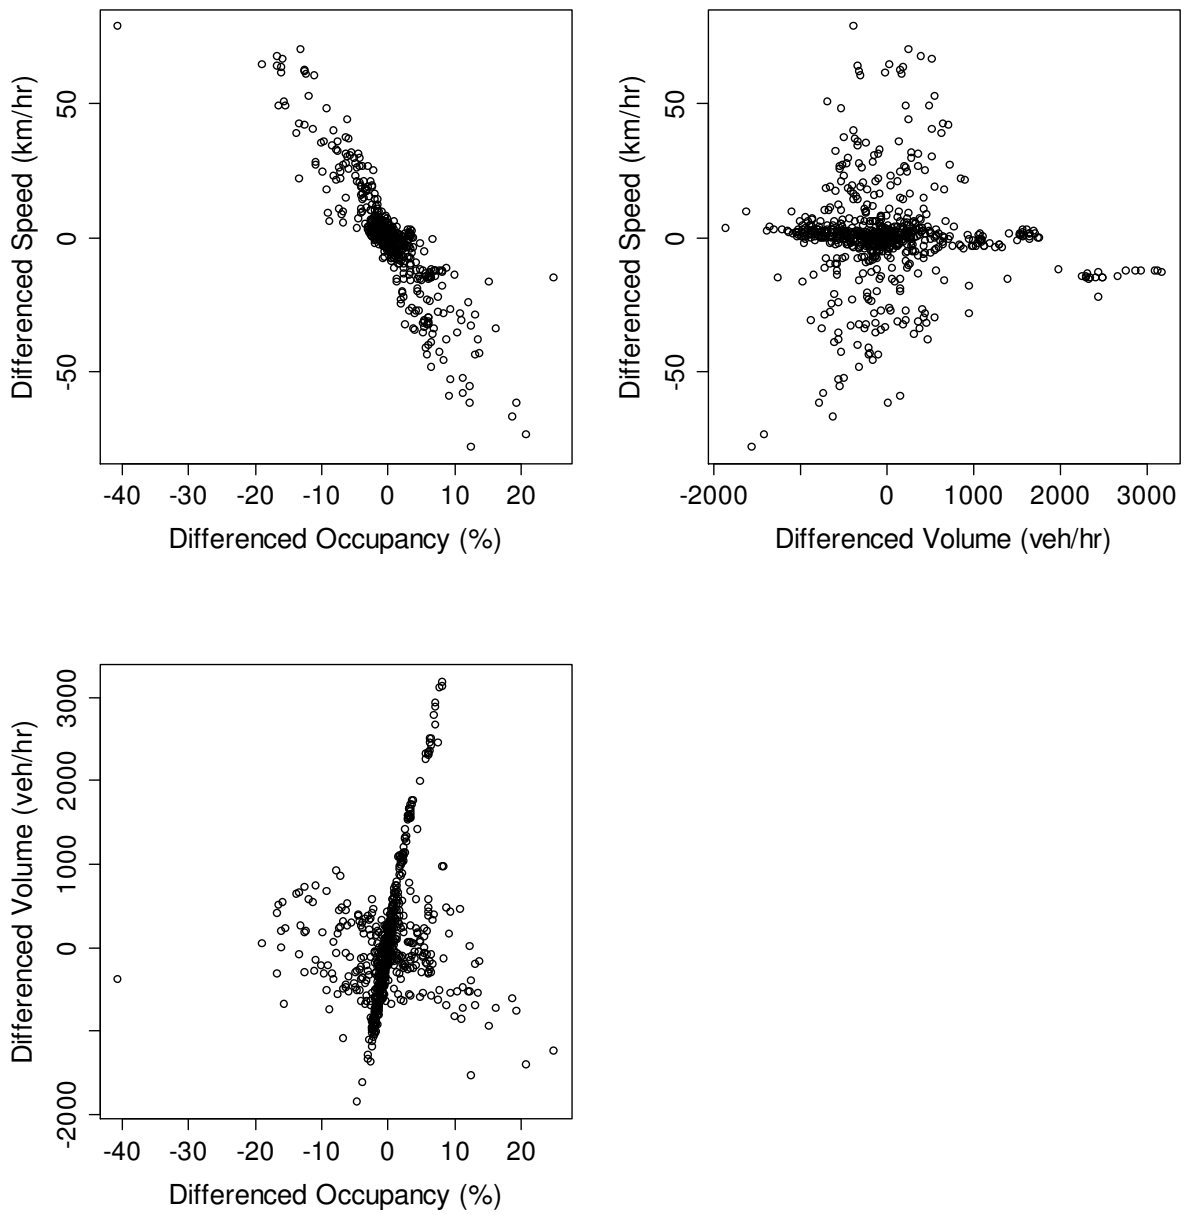 Differenced Speed (km/hr)
50
0
-50
-40 -30 -20 -10 0 10 20
Differenced Occupancy (%)
Differenced Speed (km/hr)
50
0
-50
-2000 0 1000 2000 3000
Differenced Volume (veh/hr)
Differenced Volume (veh/hr)
3000
2000
1000
0
-2000
-40 -30 -20 -10 0 10 20
Differenced Occupancy (%)